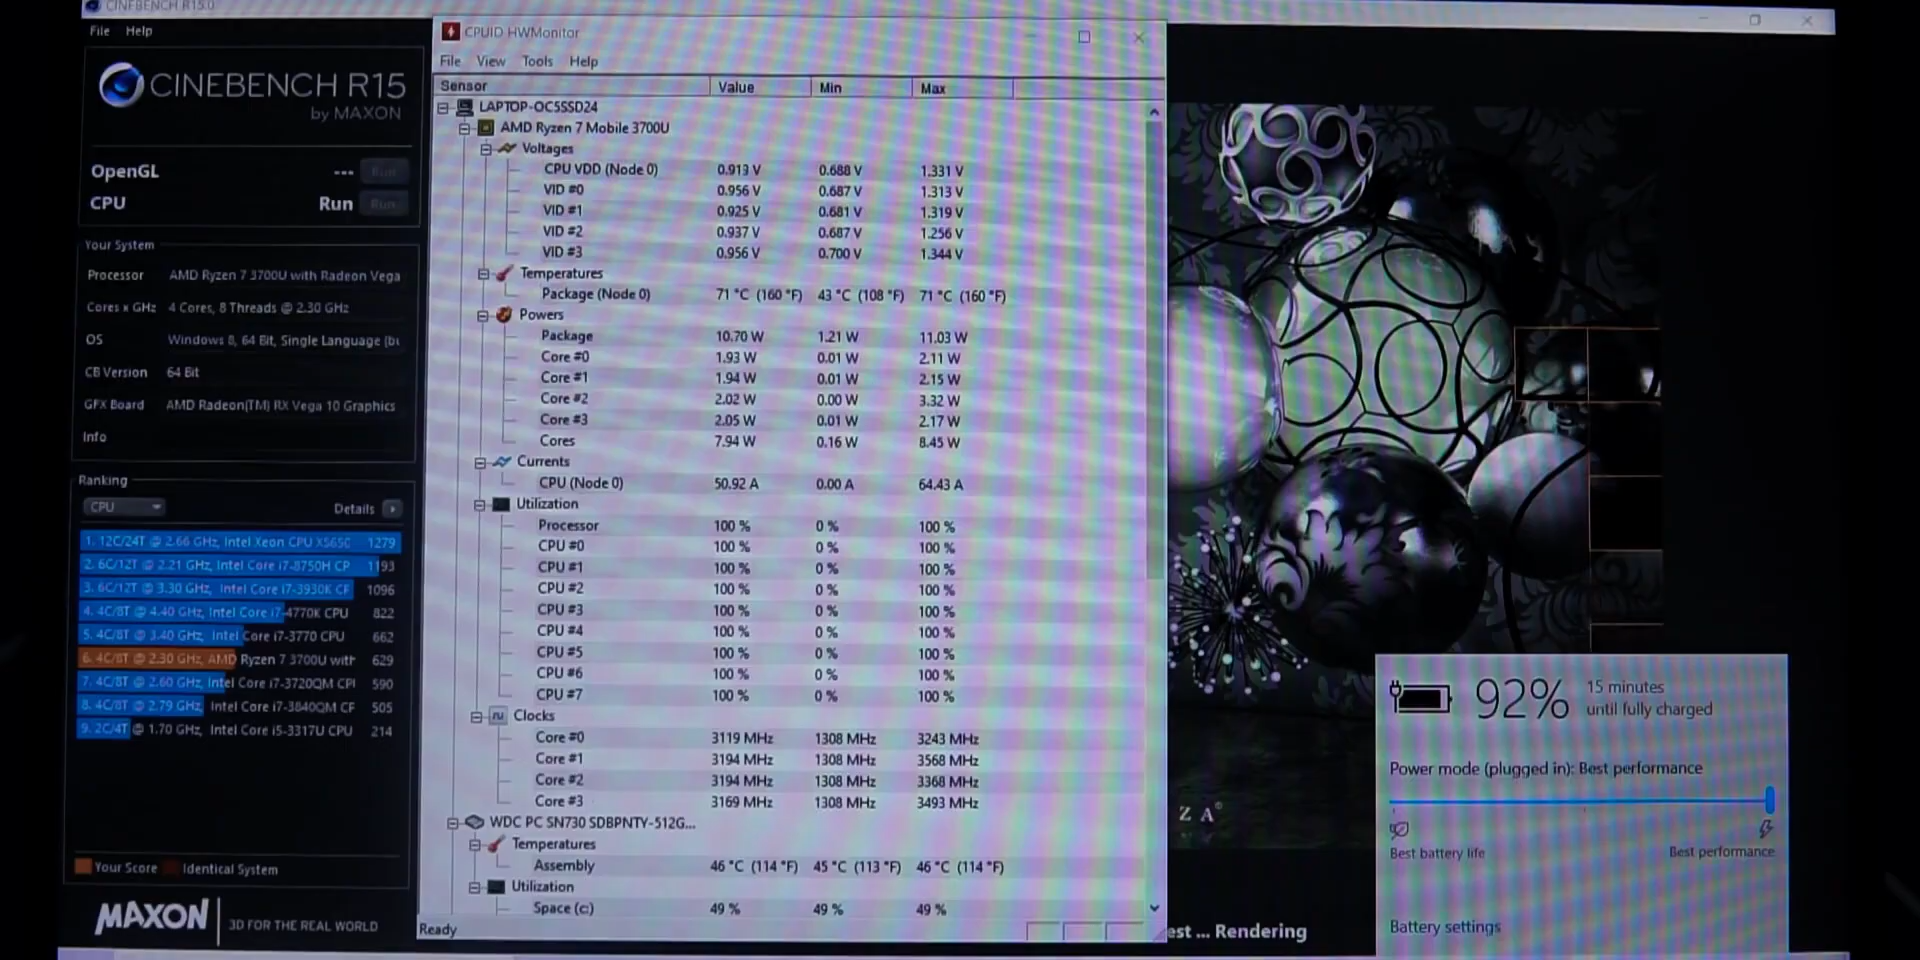 CINEBENCH R15.0
File Help
CINEBENCH R15
by MAXON
OpenGL --- Run
CPU Run Run
Your System
Processor AMD Ryzen 7 3700U with Radeon Vega
Cores x GHz 4 Cores, 8 Threads @ 2.30 GHz
OS Windows 8, 64 Bit, Single Language (bu
CB Version 64 Bit
GFX Board AMD Radeon(TM) RX Vega 10 Graphics
Info
Ranking
CPU Details
1. 12C/24T @ 2.66 GHz, Intel Xeon CPU X565C 1279
2. 6C/12T @ 2.21 GHz, Intel Core i7-8750H CP 1193
3. 6C/12T @ 3.30 GHz, Intel Core i7-3930K CF 1096
4. 4C/8T @ 4.40 GHz, Intel Core i7-4770K CPU 822
5. 4C/8T @ 3.40 GHz, Intel Core i7-3770 CPU 662
6. 4C/8T @ 2.30 GHz, AMD Ryzen 7 3700U with 629
7. 4C/8T @ 2.60 GHz, Intel Core i7-3720QM CPI 590
8. 4C/8T @ 2.79 GHz, Intel Core i7-3840QM CF 505
9. 2C/4T @ 1.70 GHz, Intel Core i5-3317U CPU 214
Your Score Identical System
MAXON 3D FOR THE REAL WORLD
CPUID HWMonitor
File View Tools Help
Sensor Value Min Max
LAPTOP-OC5SSD24
AMD Ryzen 7 Mobile 3700U
Voltages
CPU VDD (Node 0) 0.913 V 0.688 V 1.331 V
VID #0 0.956 V 0.687 V 1.313 V
VID #1 0.925 V 0.681 V 1.319 V
VID #2 0.937 V 0.687 V 1.256 V
VID #3 0.956 V 0.700 V 1.344 V
Temperatures
Package (Node 0) 71 °C (160 °F) 43 °C (108 °F) 71 °C (160 °F)
Powers
Package 10.70 W 1.21 W 11.03 W
Core #0 1.93 W 0.01 W 2.11 W
Core #1 1.94 W 0.01 W 2.15 W
Core #2 2.02 W 0.00 W 3.32 W
Core #3 2.05 W 0.01 W 2.17 W
Cores 7.94 W 0.16 W 8.45 W
Currents
CPU (Node 0) 50.92 A 0.00 A 64.43 A
Utilization
Processor 100 % 0 % 100 %
CPU #0 100 % 0 % 100 %
CPU #1 100 % 0 % 100 %
CPU #2 100 % 0 % 100 %
CPU #3 100 % 0 % 100 %
CPU #4 100 % 0 % 100 %
CPU #5 100 % 0 % 100 %
CPU #6 100 % 0 % 100 %
CPU #7 100 % 0 % 100 %
Clocks
Core #0 3119 MHz 1308 MHz 3243 MHz
Core #1 3194 MHz 1308 MHz 3568 MHz
Core #2 3194 MHz 1308 MHz 3368 MHz
Core #3 3169 MHz 1308 MHz 3493 MHz
WDC PC SN730 SDBPNTY-512G...
Temperatures
Assembly 46 °C (114 °F) 45 °C (113 °F) 46 °C (114 °F)
Utilization
Space (c:) 49 % 49 % 49 %
Ready
Z A®
est ... Rendering
92% 15 minutes
until fully charged
Power mode (plugged in): Best performance
Best battery life Best performance
Battery settings